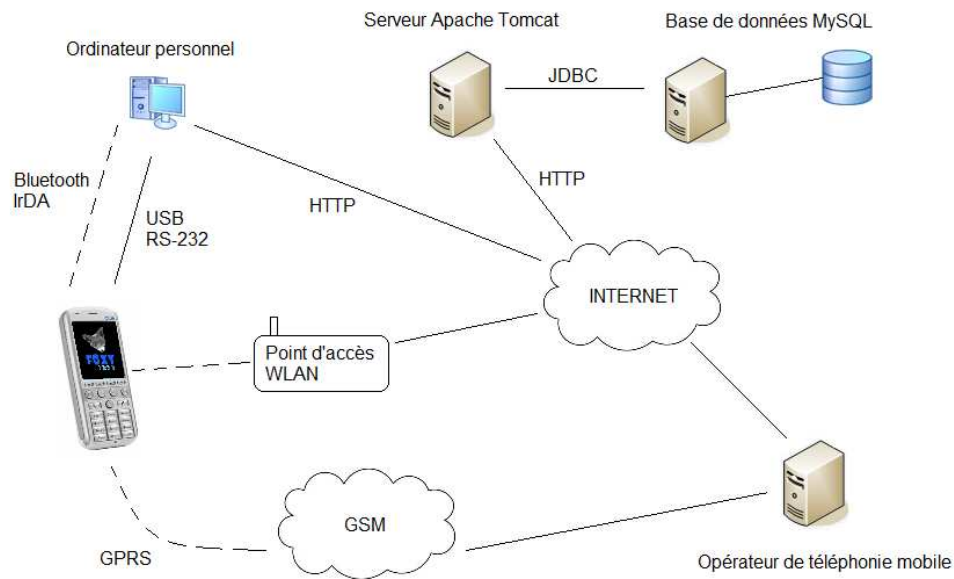 Serveur Apache Tomcat
Base de données MySQL
Ordinateur personnel
JDBC
Bluetooth
IrDA
HTTP
HTTP
USB
RS-232
INTERNET
FOXY
Point d'accès
WLAN
GSM
GPRS
Opérateur de téléphonie mobile